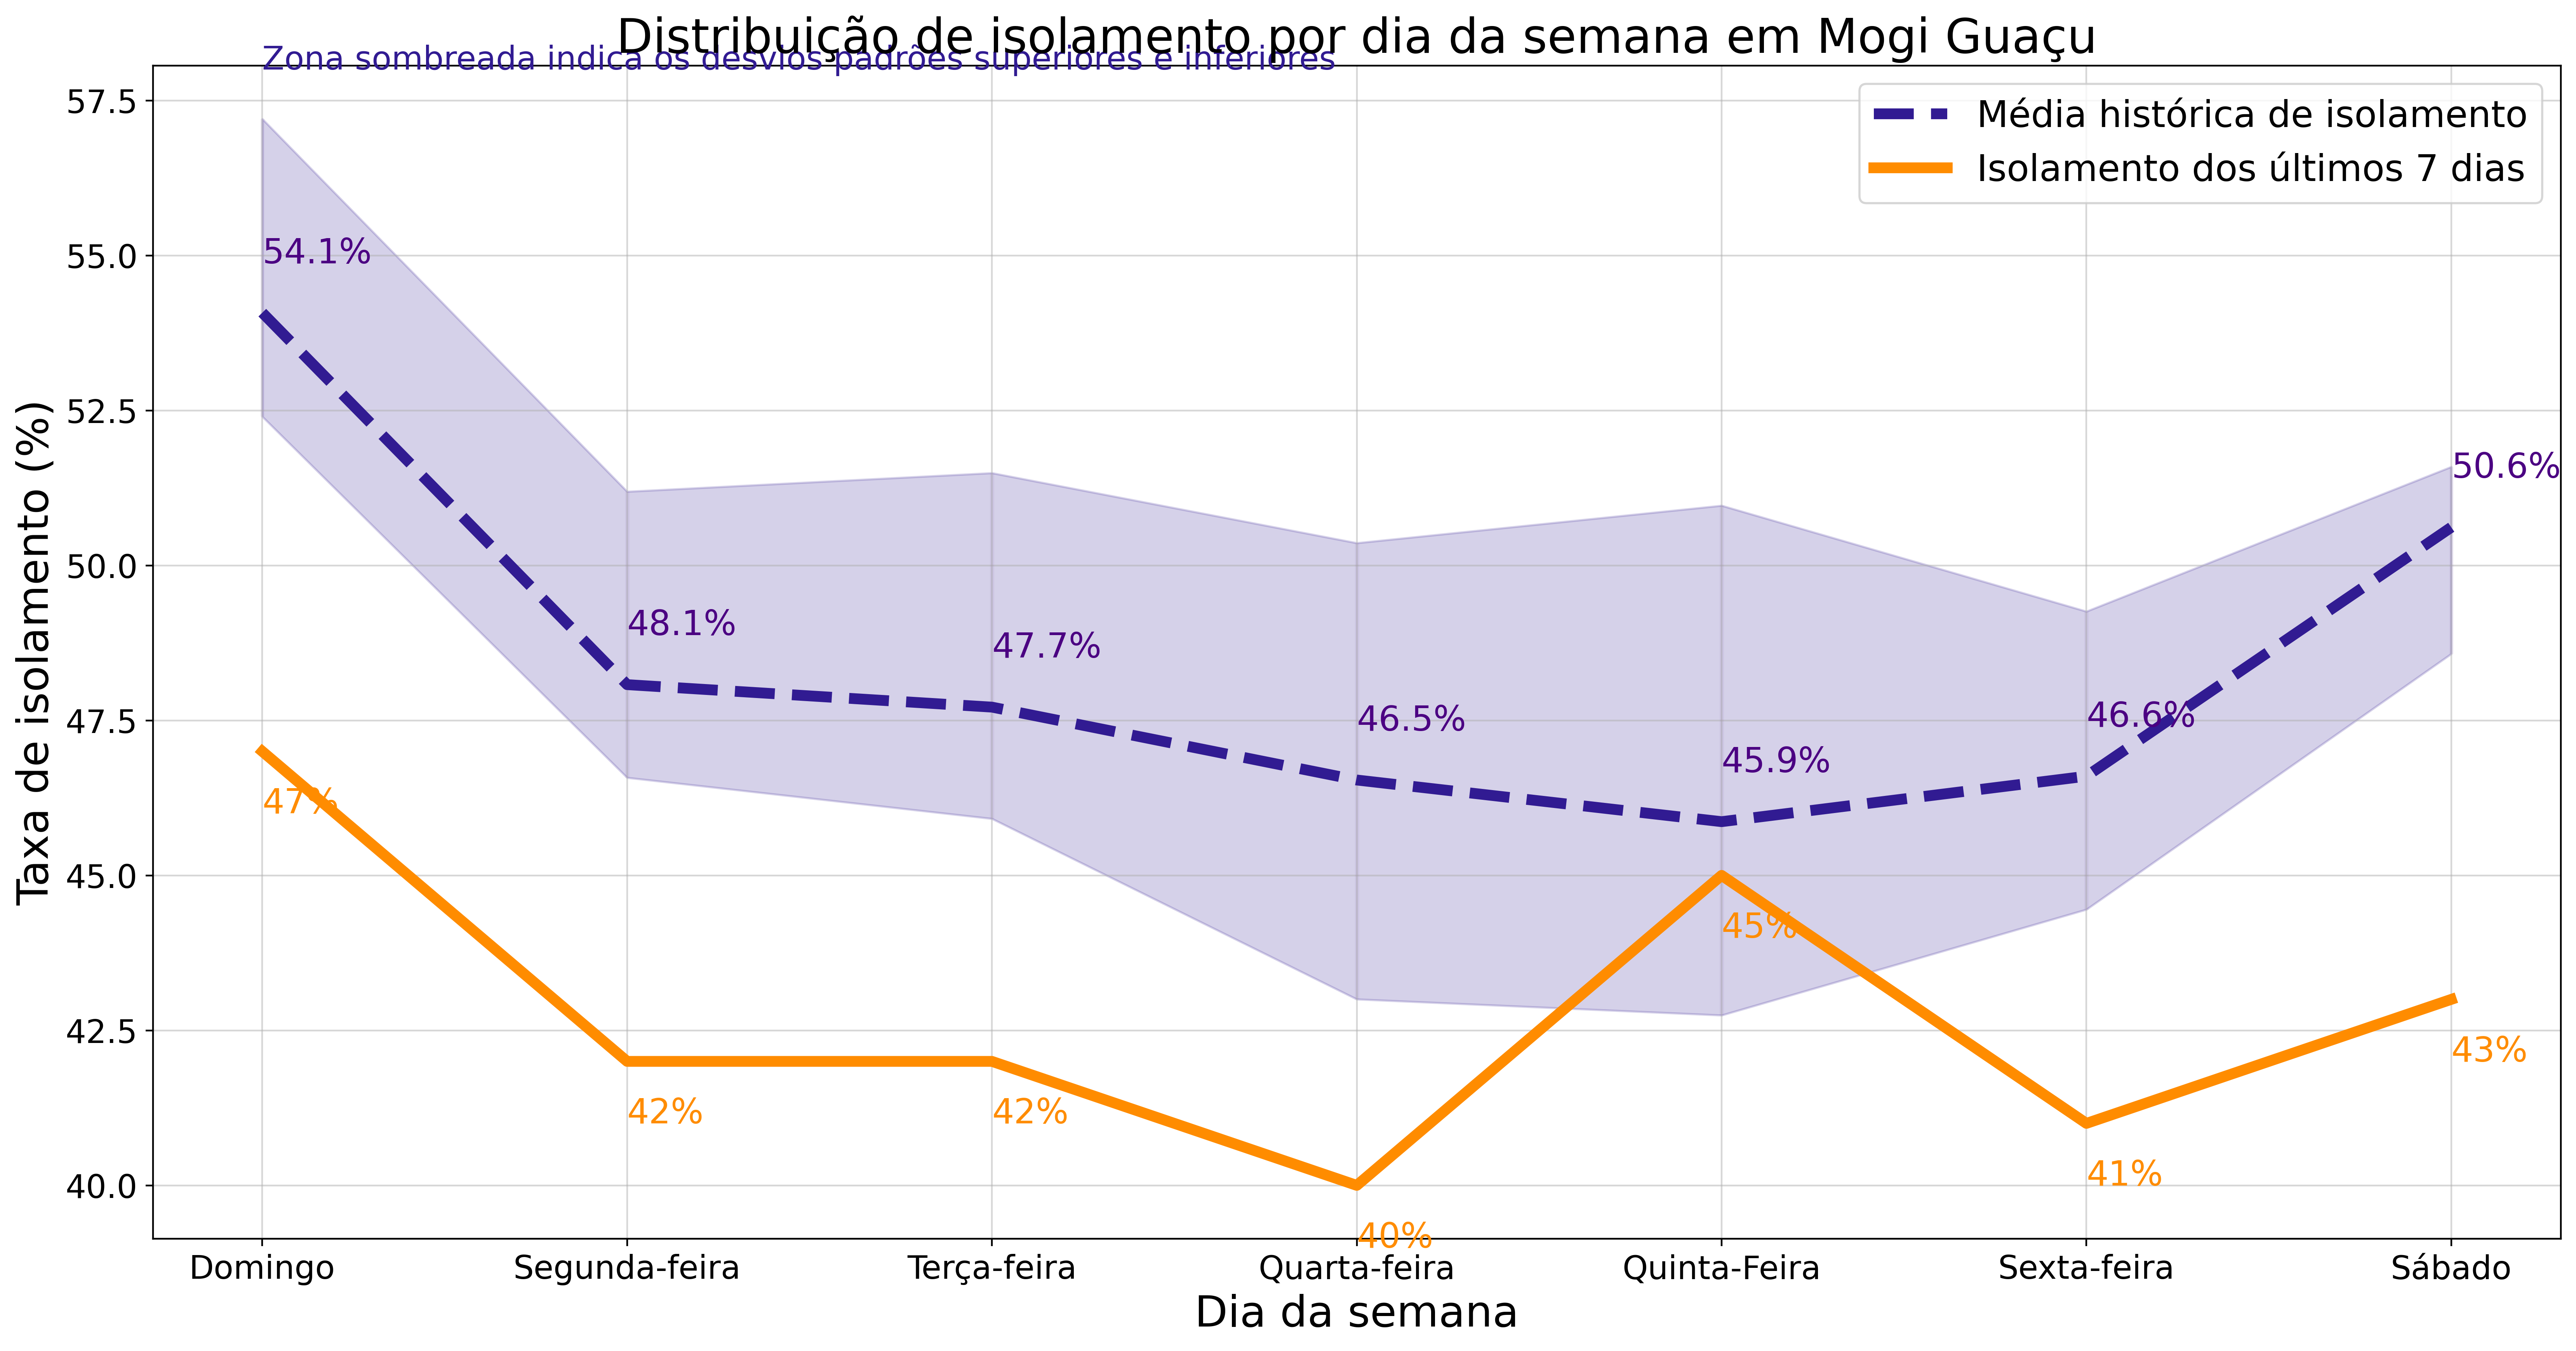 Distribuição de isolamento por dia da semana em Mogi Guaçu
Zona sombreada indica os desvios padrões superiores e inferiores
Média histórica de isolamento
Isolamento dos últimos 7 dias
Taxa de isolamento (%)
57.5
55.0
52.5
50.0
47.5
45.0
42.5
40.0
54.1%
48.1%
47.7%
46.5%
45.9%
46.6%
50.6%
47%
42%
42%
40%
45%
41%
43%
Domingo
Segunda-feira
Terça-feira
Quarta-feira
Quinta-Feira
Sexta-feira
Sábado
Dia da semana